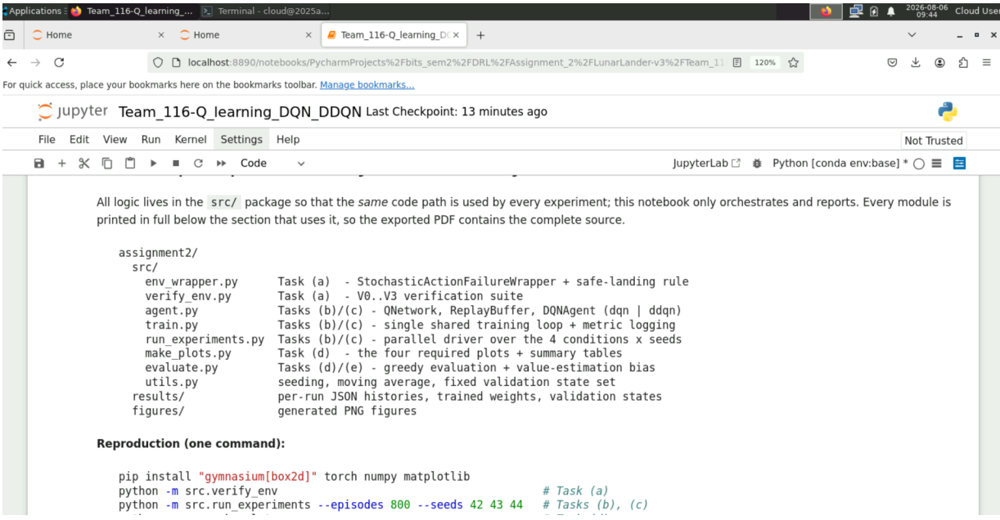 Applications Team_116-Q_learning_... Terminal - cloud@2025a... 2026-08-06 09:44 Cloud User
Home × Home × Team_116-Q_learning_DC × +
localhost:8890/notebooks/PycharmProjects%2Fbits_sem2%2FDRL%2FAssignment_2%2FLunarLander-v3%2FTeam_11 120%
For quick access, place your bookmarks here on the bookmarks toolbar. Manage bookmarks...
jupyter Team_116-Q_learning_DQN_DDQN Last Checkpoint: 13 minutes ago
File Edit View Run Kernel Settings Help Not Trusted
Code JupyterLab Python [conda env:base] *
All logic lives in the src/ package so that the same code path is used by every experiment; this notebook only orchestrates and reports. Every module is
printed in full below the section that uses it, so the exported PDF contains the complete source.
assignment2/
src/
env_wrapper.py Task (a) - StochasticActionFailureWrapper + safe-landing rule
verify_env.py Task (a) - V0..V3 verification suite
agent.py Tasks (b)/(c) - QNetwork, ReplayBuffer, DQNAgent (dqn | ddqn)
train.py Tasks (b)/(c) - single shared training loop + metric logging
run_experiments.py Tasks (b)/(c) - parallel driver over the 4 conditions x seeds
make_plots.py Task (d) - the four required plots + summary tables
evaluate.py Tasks (d)/(e) - greedy evaluation + value-estimation bias
utils.py seeding, moving average, fixed validation state set
results/ per-run JSON histories, trained weights, validation states
figures/ generated PNG figures
Reproduction (one command):
pip install "gymnasium[box2d]" torch numpy matplotlib
python -m src.verify_env # Task (a)
python -m src.run_experiments --episodes 800 --seeds 42 43 44 # Tasks (b), (c)